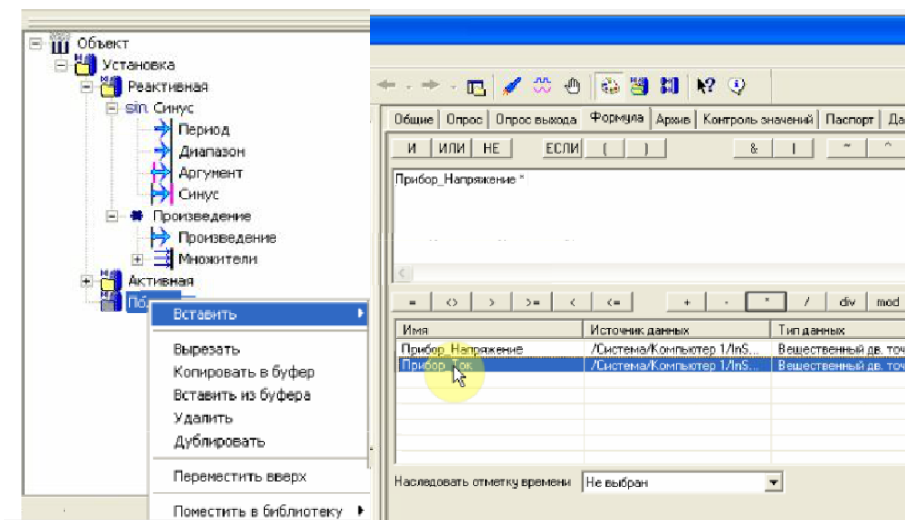 Объект
Установка
Реактивная
sin Синус
Период
Диапазон
Аргумент
Синус
Произведение
Произведение
Множители
Активная
Вставить
Вырезать
Копировать в буфер
Вставить из буфера
Удалить
Дублировать
Переместить вверх
Поместить в библиотеку
Общие Опрос Опрос выхода Формула Архив Контроль значений Паспорт
И ИЛИ НЕ ЕСЛИ ( ) & | ~ ^
Прибор_Напряжение *
= <> > >= < <= + - * / div mod
Имя Источник данных Тип данных
Прибор_Напряжение /Система/Компьютер 1/InS... Вещественный дв. точ
Прибор_Ток /Система/Компьютер 1/InS... Вещественный дв. точ
Наследовать отметку времени Не выбран